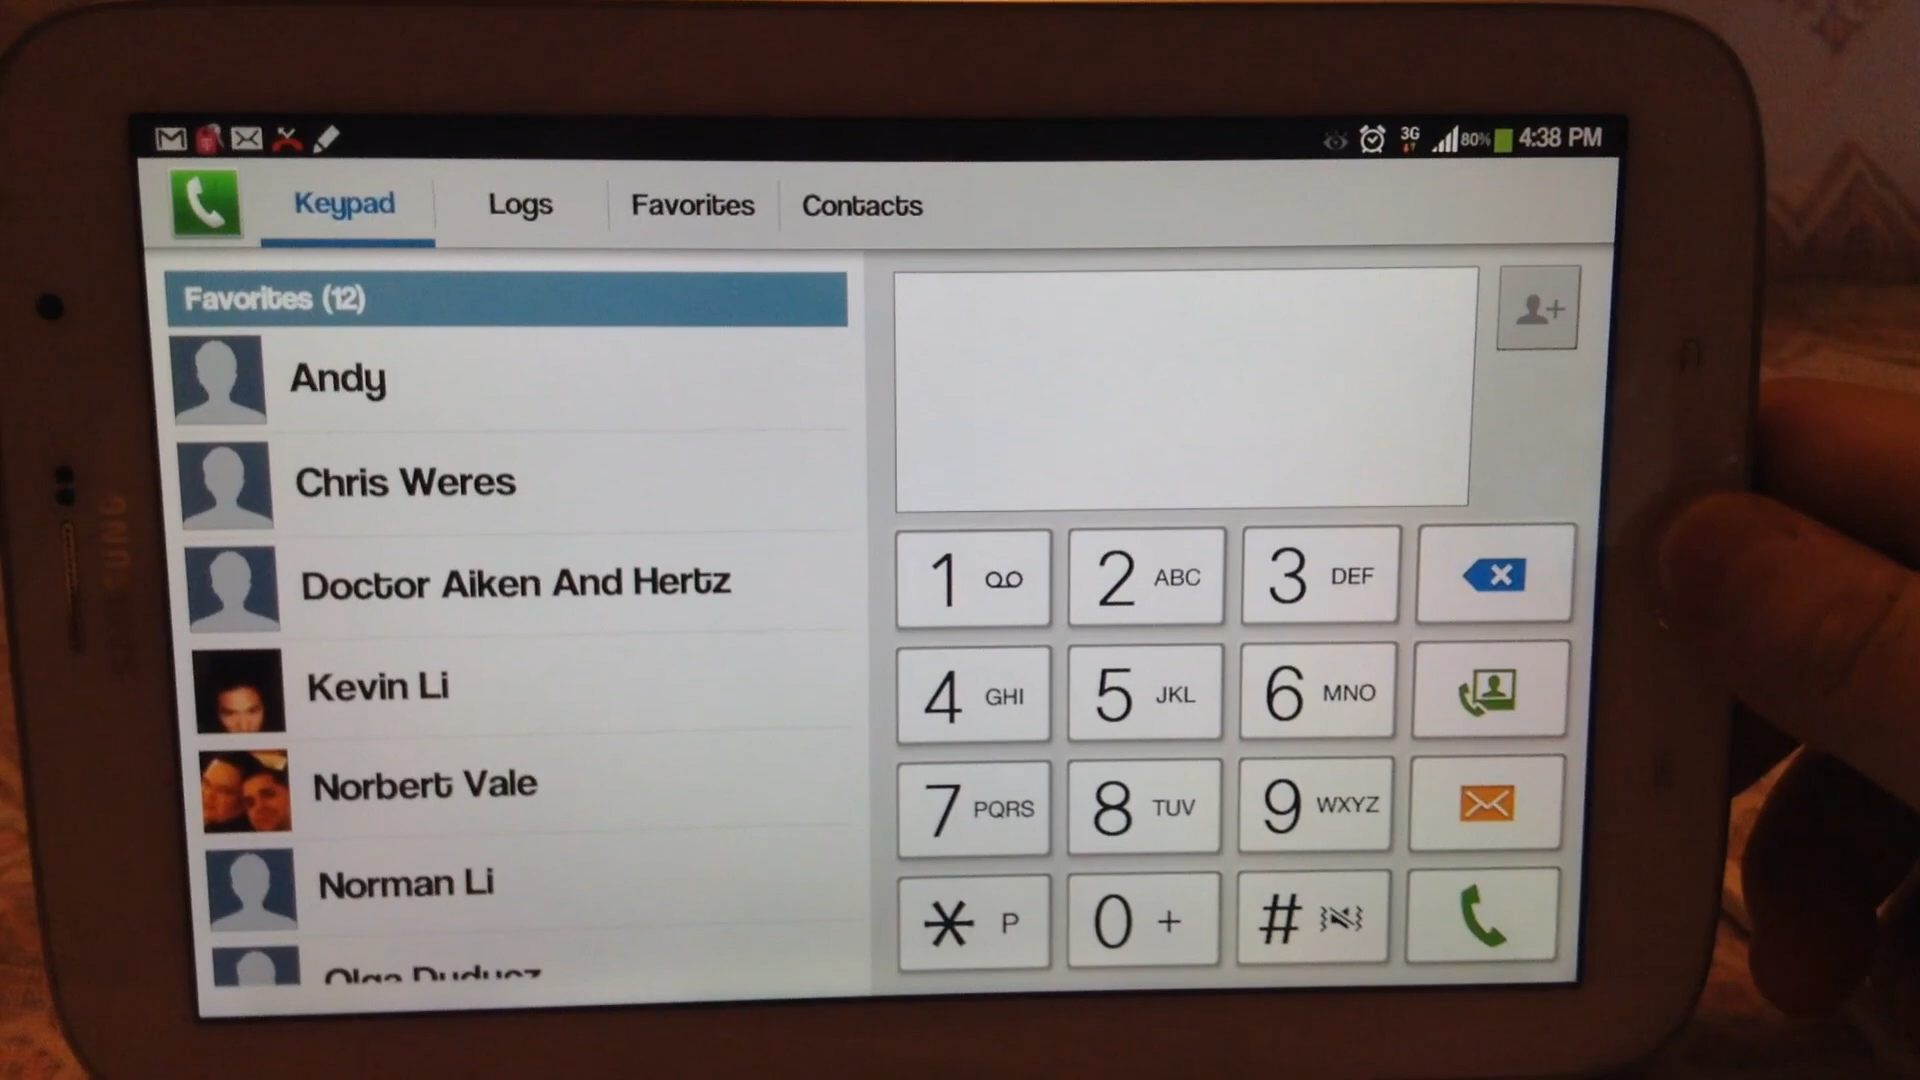 3G 80% 4:38 PM
Keypad Logs Favorites Contacts
Favorites (12)
Andy
Chris Weres
Doctor Aiken And Hertz
Kevin Li
Norbert Vale
Norman Li
1 2 ABC 3 DEF
4 GHI 5 JKL 6 MNO
7 PQRS 8 TUV 9 WXYZ
* P 0 + #